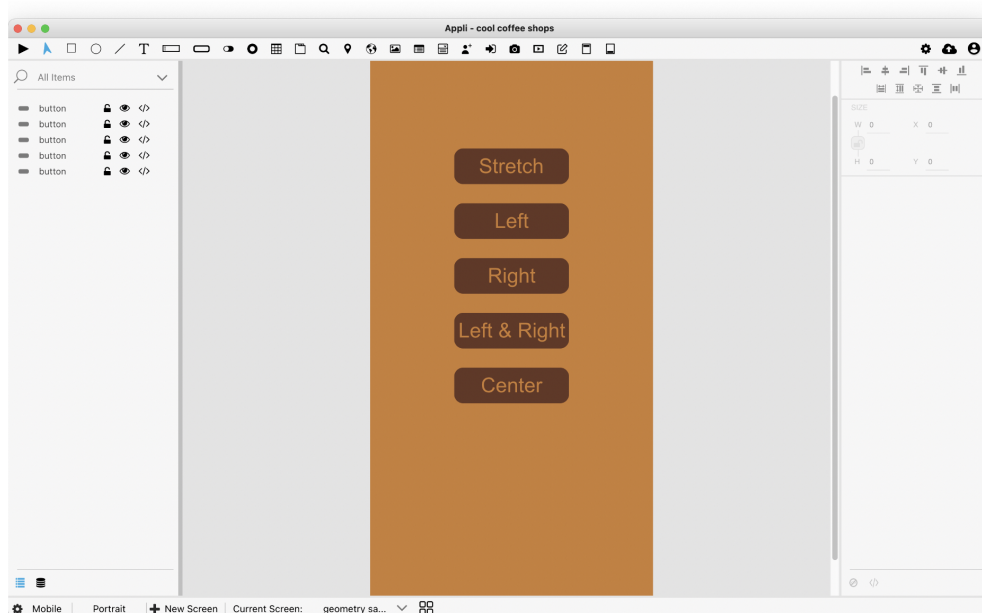 Appli - cool coffee shops
T
All Items
button </>
button </>
button </>
button </>
button </>
Stretch
Left
Right
Left & Right
Center
SIZE
W 0 X 0
H 0 Y 0
</>
Mobile Portrait New Screen Current Screen: geometry sa...